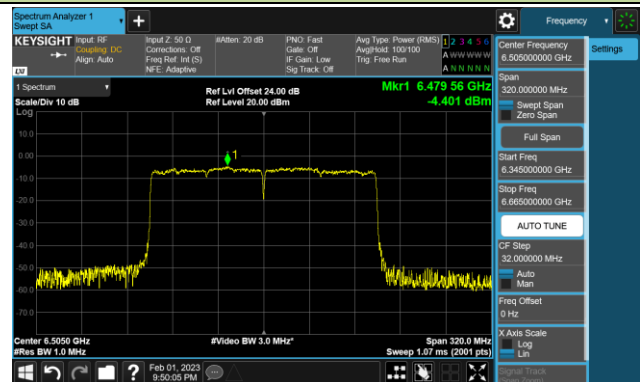 Spectrum Analyzer 1
Swept SA
Frequency
KEYSIGHT
Input: RF
Coupling: DC
Align: Auto
Input Z: 50 Ω
Corrections: Off
Freq Ref: Int (S)
NFE: Adaptive
#Atten: 20 dB
PNO: Fast
Gate: Off
IF Gain: Low
Sig Track: Off
Avg Type: Power (RMS)
Avg|Hold: 100/100
Trig: Free Run
1 2 3 4 5 6
A W W W W W
A N N N N N
LXI
Center Frequency
6.505000000 GHz
Settings
Span
320.000000 MHz
Swept Span
Zero Span
Full Span
Start Freq
6.345000000 GHz
Stop Freq
6.665000000 GHz
AUTO TUNE
CF Step
32.000000 MHz
Auto
Man
Freq Offset
0 Hz
X Axis Scale
Log
Lin
Signal Track
1 Spectrum
Scale/Div 10 dB
Log
Ref Lvl Offset 24.00 dB
Ref Level 20.00 dBm
Mkr1 6.479 56 GHz
-4.401 dBm
10.0
0.00
-10.0
-20.0
-30.0
-40.0
-50.0
-60.0
-70.0
1
Center 6.5050 GHz
#Res BW 1.0 MHz
#Video BW 3.0 MHz*
Span 320.0 MHz
Sweep 1.07 ms (2001 pts)
?
Feb 01, 2023
9:50:05 PM